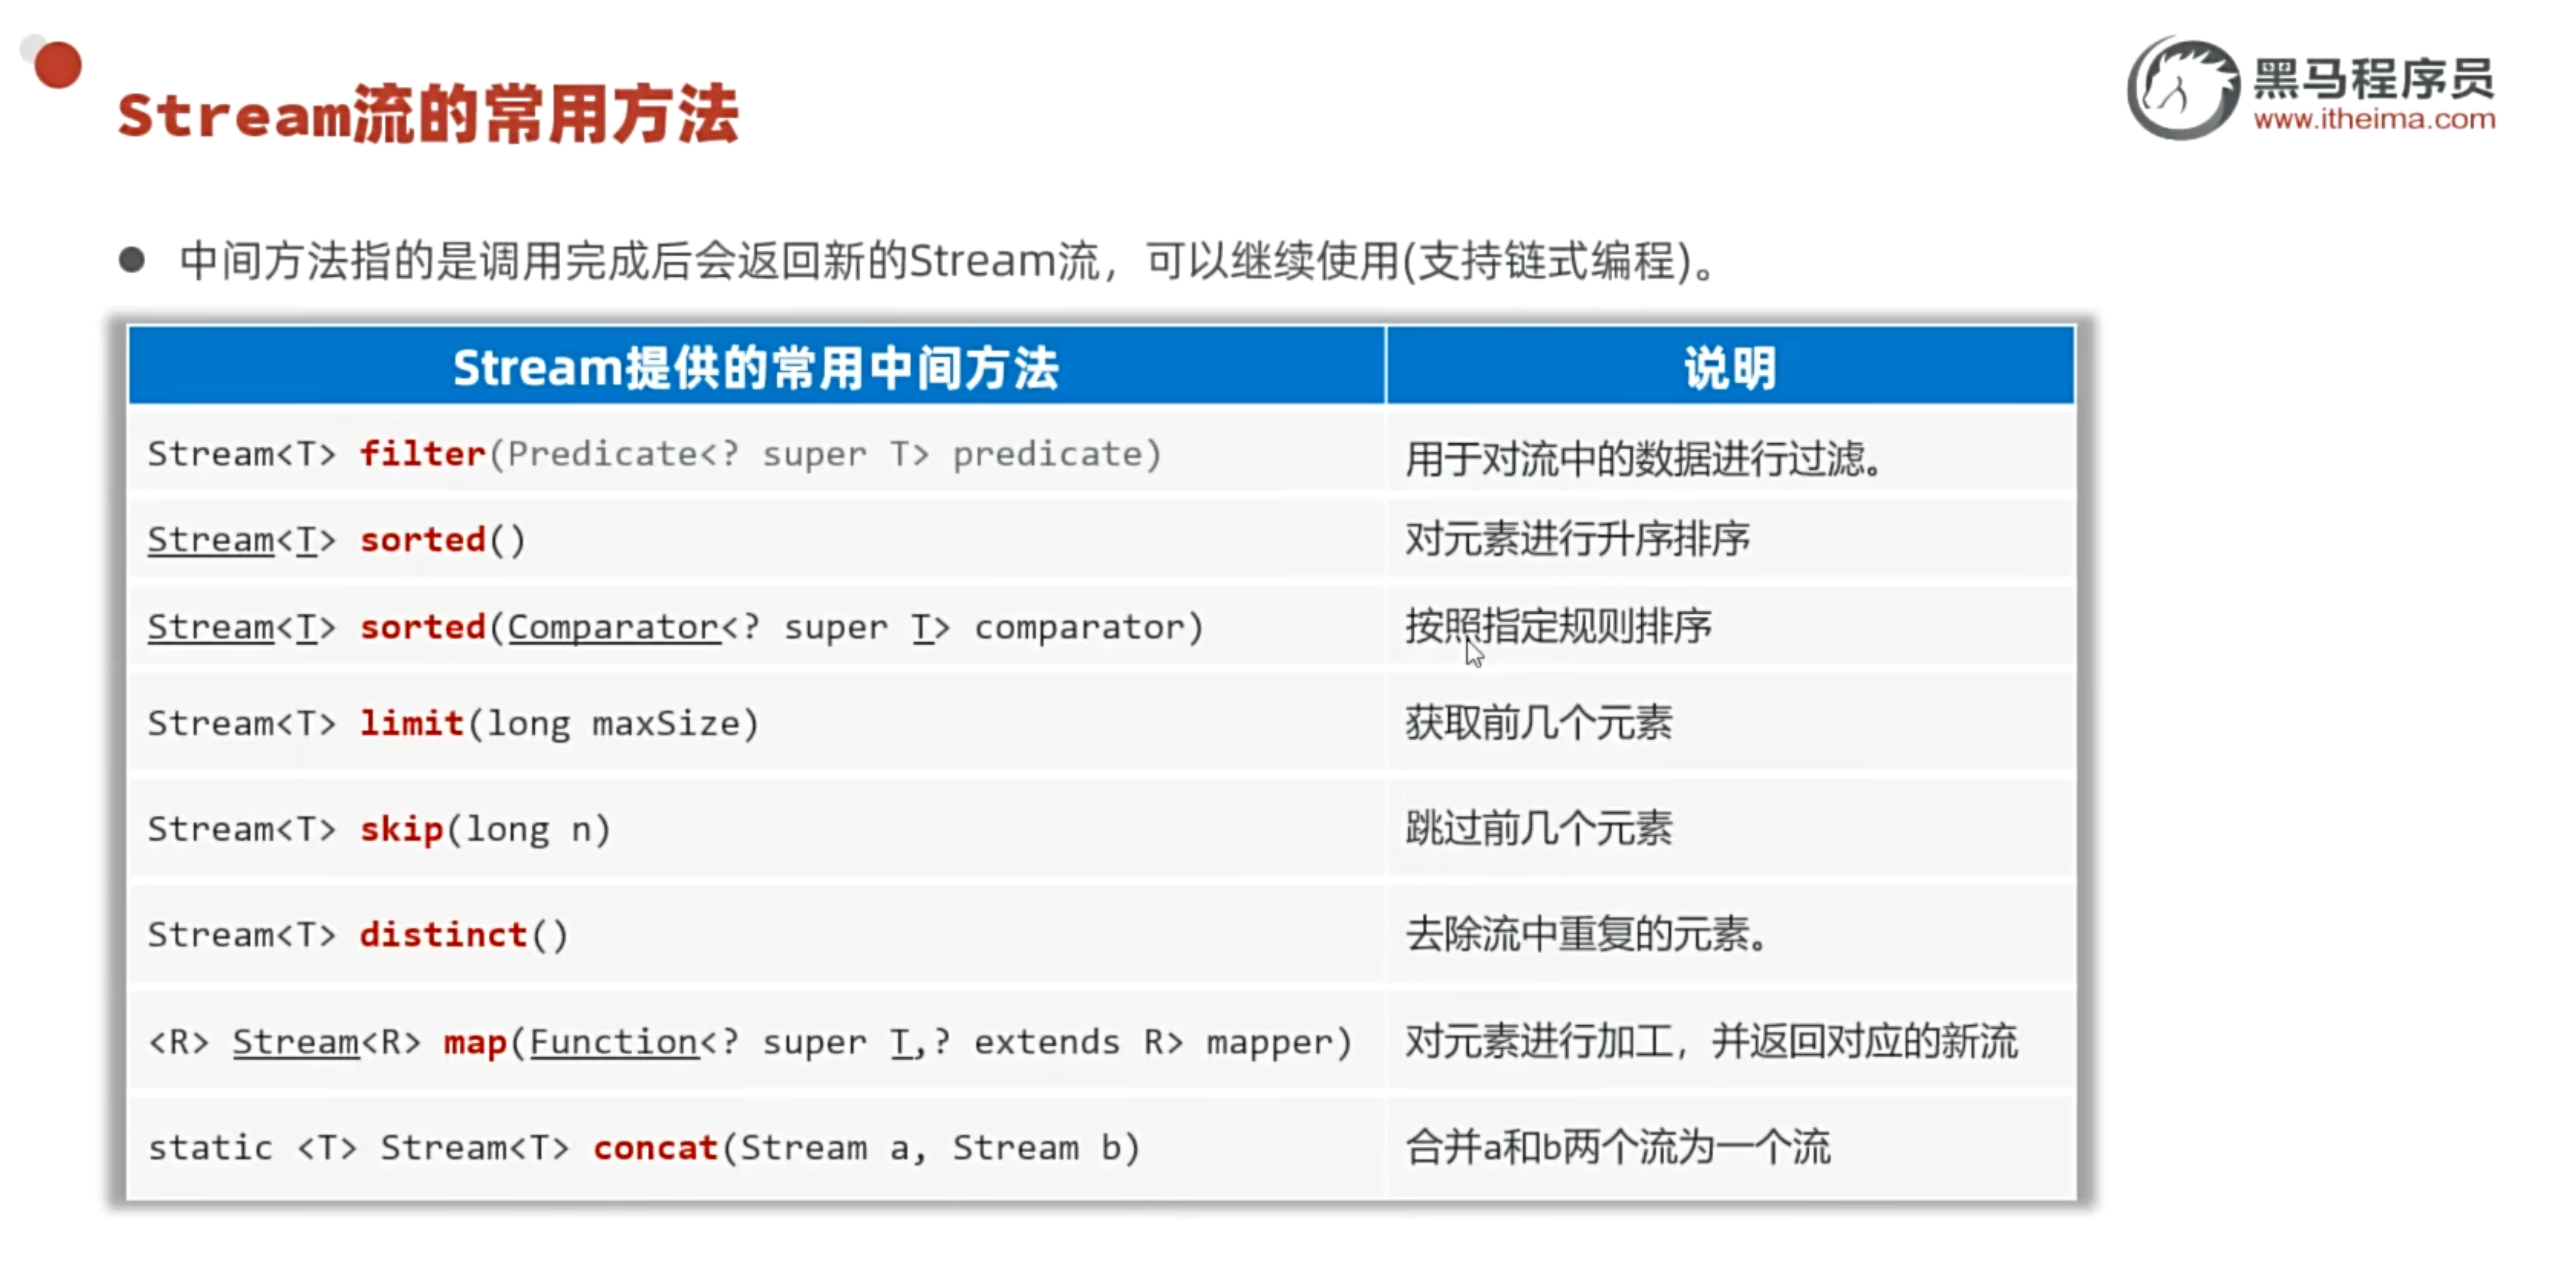 黑马程序员
www.itheima.com
Stream流的常用方法
中间方法指的是调用完成后会返回新的Stream流，可以继续使用(支持链式编程)。
Stream提供的常用中间方法 说明
Stream<T> filter(Predicate<? super T> predicate) 用于对流中的数据进行过滤。
Stream<T> sorted() 对元素进行升序排序
Stream<T> sorted(Comparator<? super T> comparator) 按照指定规则排序
Stream<T> limit(long maxSize) 获取前几个元素
Stream<T> skip(long n) 跳过前几个元素
Stream<T> distinct() 去除流中重复的元素。
<R> Stream<R> map(Function<? super T,? extends R> mapper) 对元素进行加工，并返回对应的新流
static <T> Stream<T> concat(Stream a, Stream b) 合并a和b两个流为一个流